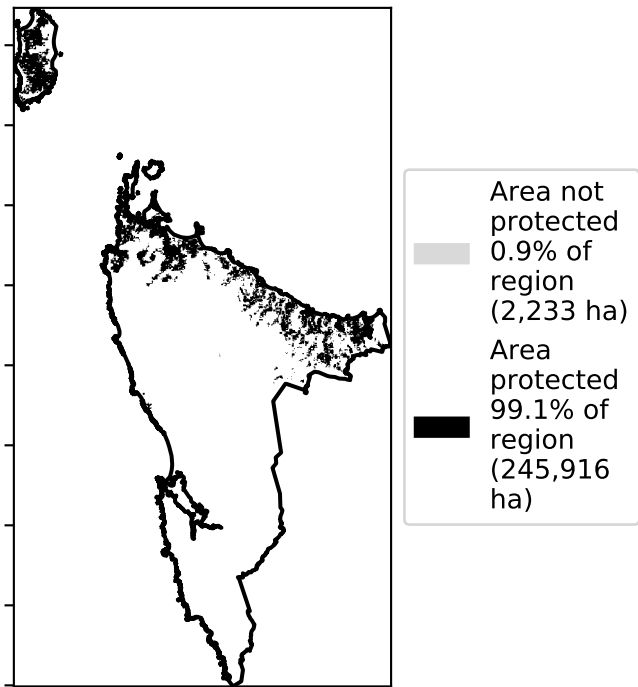 Area not
protected
0.9% of
region
(2,233 ha)
Area
protected
99.1% of
region
(245,916
ha)